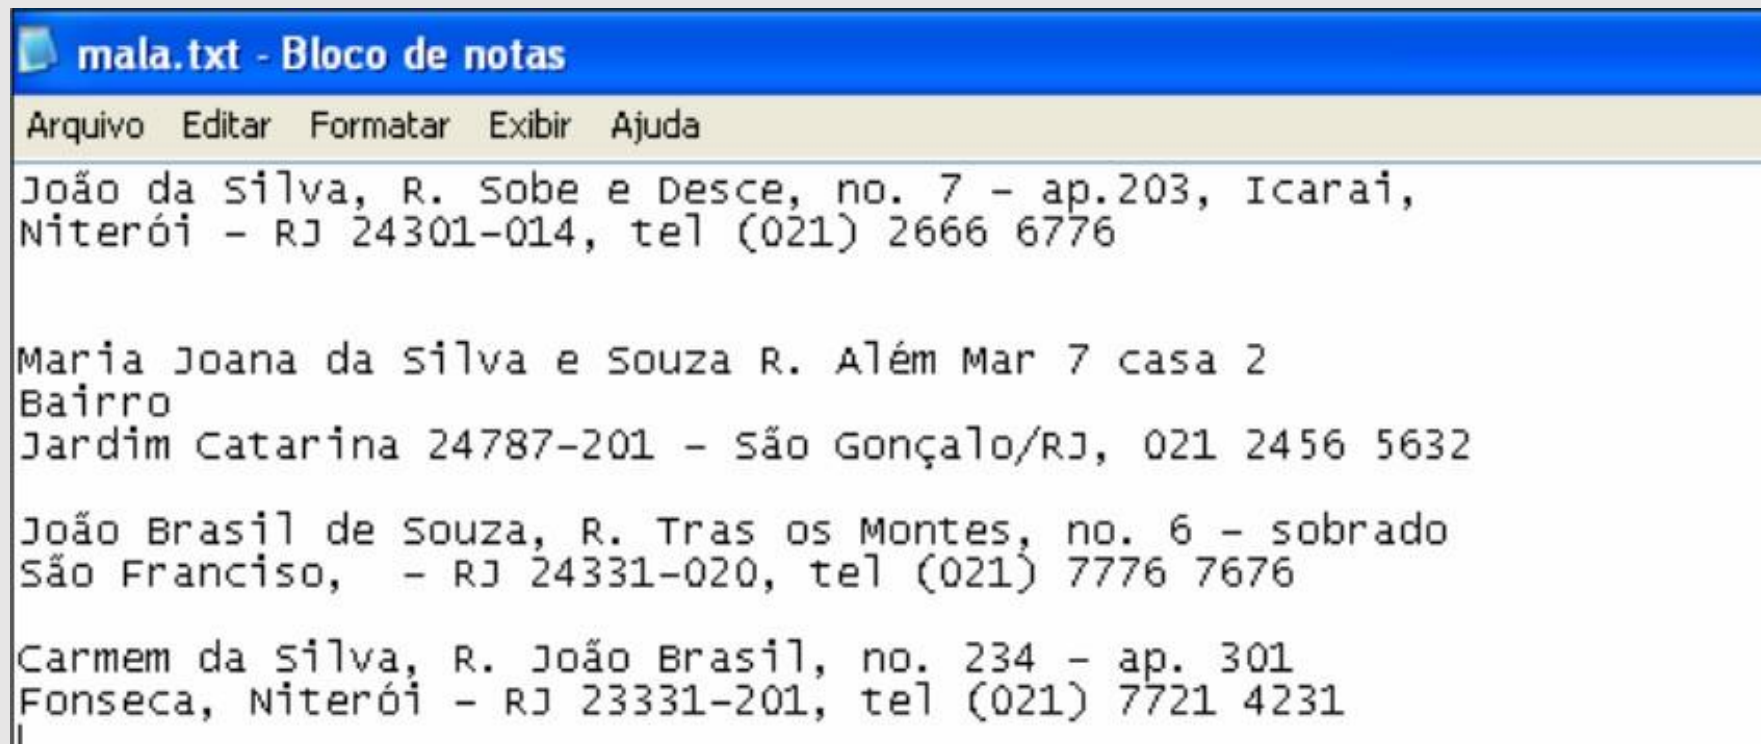 mala.txt - Bloco de notas
Arquivo Editar Formatar Exibir Ajuda
João da Silva, R. Sobe e Desce, no. 7 – ap.203, Icarai,
Niterói – RJ 24301-014, tel (021) 2666 6776
Maria Joana da Silva e Souza R. Além Mar 7 casa 2
Bairro
Jardim Catarina 24787-201 – São Gonçalo/RJ, 021 2456 5632
João Brasil de Souza, R. Tras os Montes, no. 6 – sobrado
São Franciso,  – RJ 24331-020, tel (021) 7776 7676
Carmem da Silva, R. João Brasil, no. 234 – ap. 301
Fonseca, Niterói – RJ 23331-201, tel (021) 7721 4231